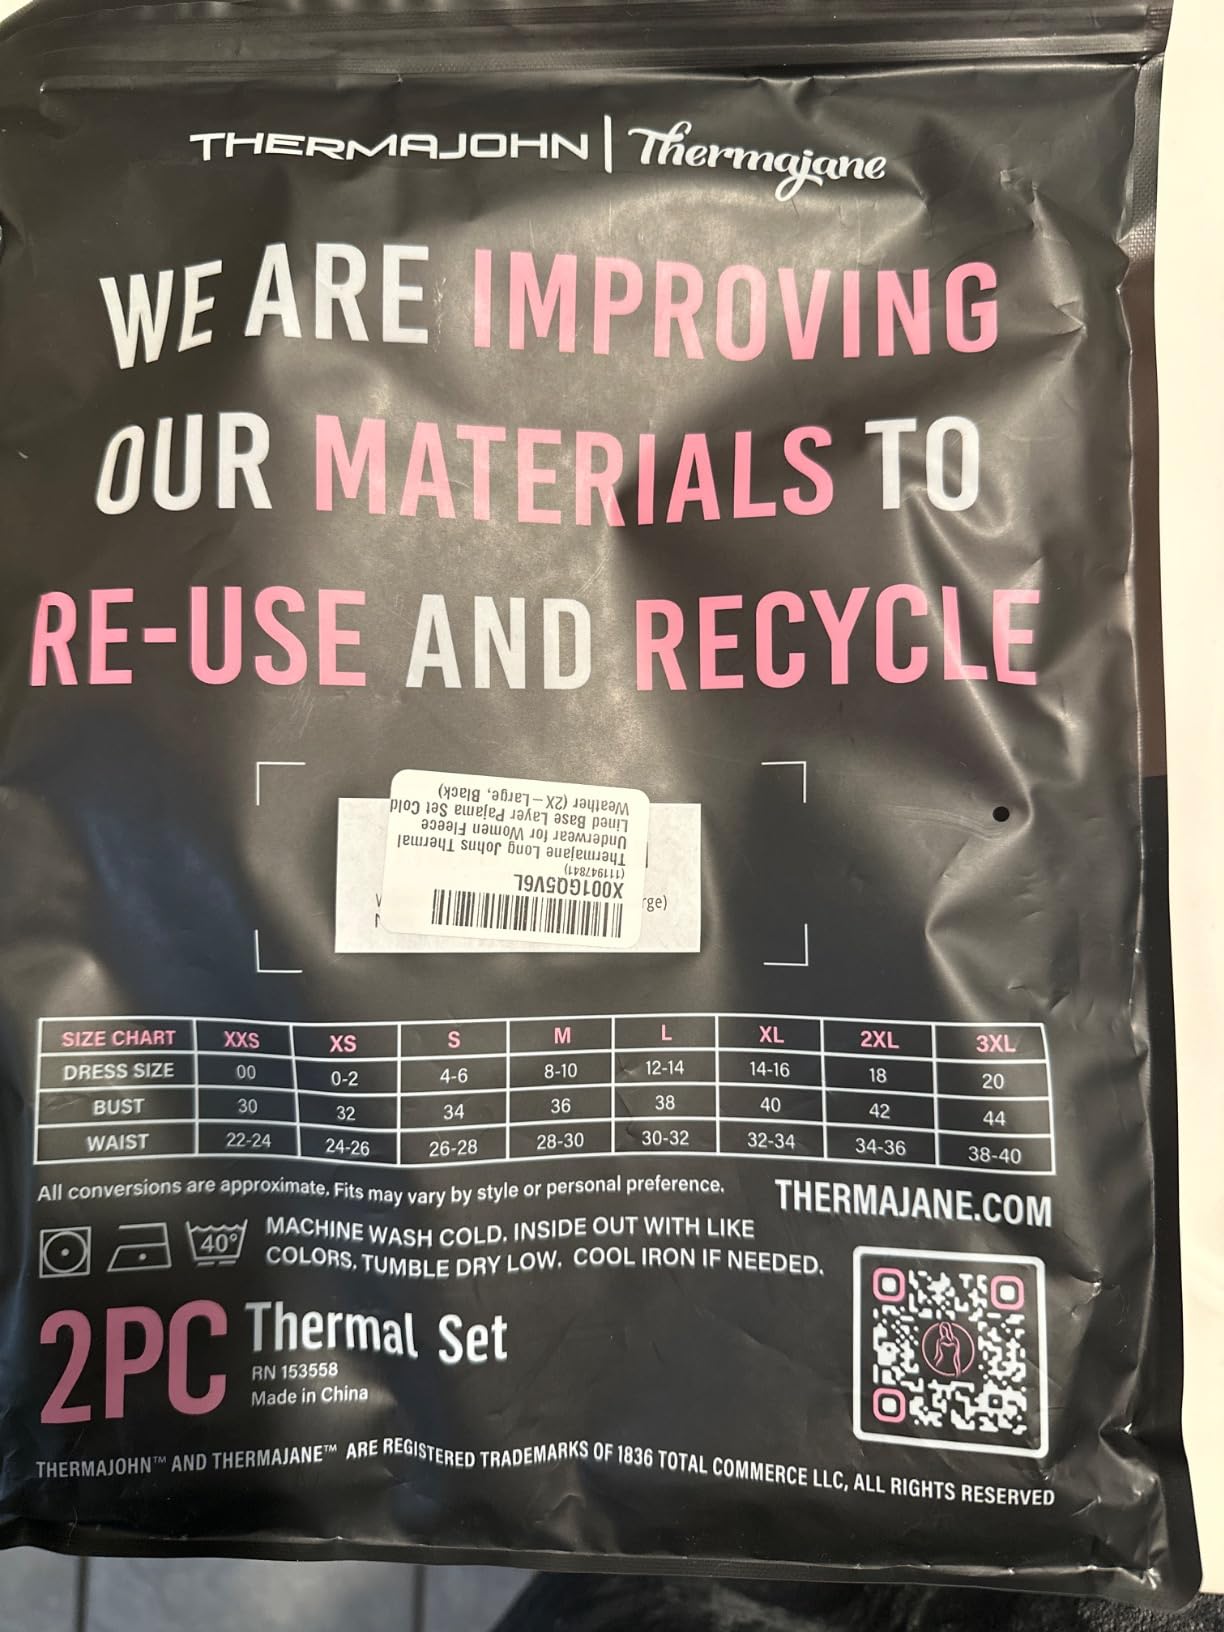 THERMAJOHN | Thermajane
WE ARE IMPROVING
OUR MATERIALS TO
RE-USE AND RECYCLE
X001GQ5V6L
(111947841)
Thermajane Long Johns Thermal
Underwear for Women Fleece
Lined Base Layer Pajama Set Cold
Weather (2X-Large, Black)
rge)
SIZE CHART XXS XS S M L XL 2XL 3XL
DRESS SIZE 00 0-2 4-6 8-10 12-14 14-16 18 20
BUST 30 32 34 36 38 40 42 44
WAIST 22-24 24-26 26-28 28-30 30-32 32-34 34-36 38-40
All conversions are approximate. Fits may vary by style or personal preference.
THERMAJANE.COM
40°
MACHINE WASH COLD. INSIDE OUT WITH LIKE
COLORS. TUMBLE DRY LOW. COOL IRON IF NEEDED.
2PC Thermal Set
RN 153558
Made in China
THERMAJOHN™ AND THERMAJANE™ ARE REGISTERED TRADEMARKS OF 1836 TOTAL COMMERCE LLC, ALL RIGHTS RESERVED